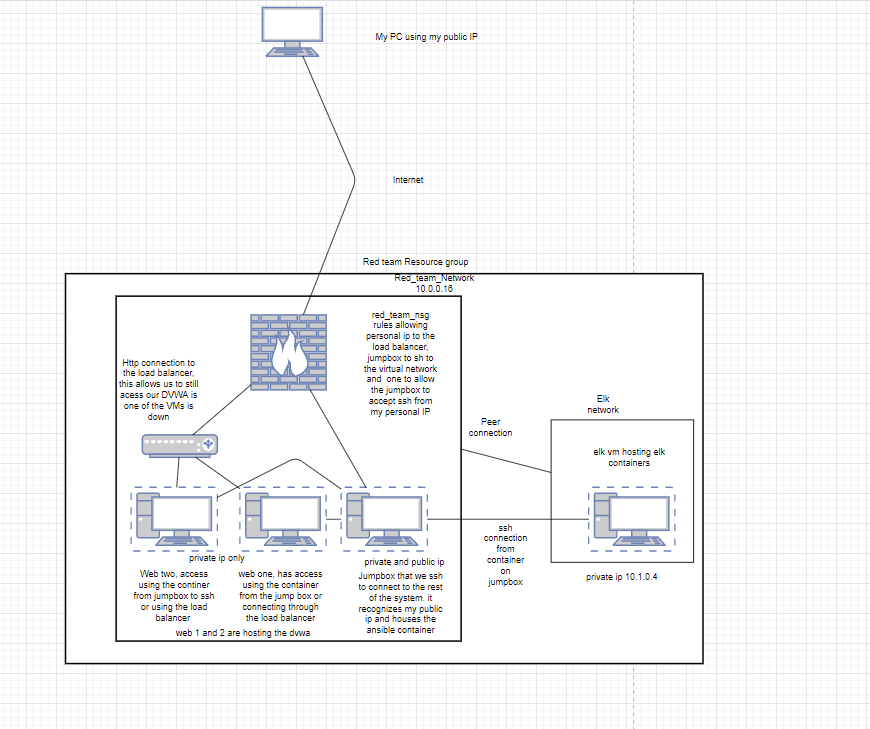 My PC using my public IP
Internet
Red team Resource group
Red_team_Network
10.0.0.16
red_team_nsg
rules allowing
personal ip to the
load balancer,
jumpbox to sh to
the virtual network
and one to allow
the jumpbox to
accept ssh from
my personal IP
Http connection to
the load balancer,
this allows us to still
acess our DVWA is
one of the VMs is
down
Elk
network
Peer
connection
elk vm hosting elk
containers
ssh
connection
from
container
on
jumpbox
private ip 10.1.0.4
private ip only
private and public ip
Web two, access
using the continer
from jumpbox to ssh
or using the load
balancer
web one, has access
using the container
from the jump box or
connecting through
the load balancer
Jumpbox that we ssh
to connect to the rest
of the system. it
recognizes my public
ip and houses the
ansible container
web 1 and 2 are hosting the dvwa